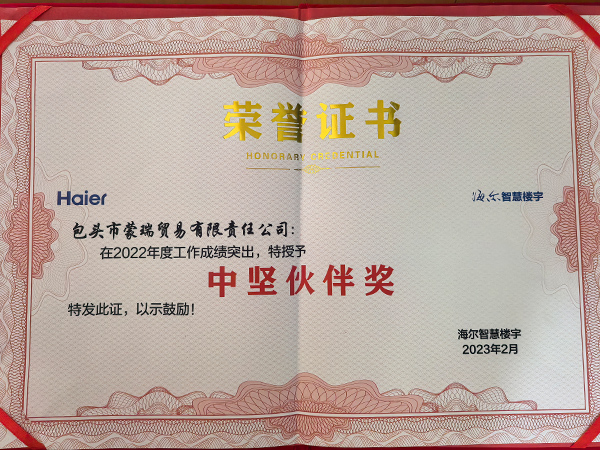 荣誉证书
HONORARY CREDENTIAL
Haier
海尔智慧楼宇
包头市蒙瑞贸易有限责任公司：
在2022年度工作成绩突出，特授予
中坚伙伴奖
特发此证，以示鼓励！
海尔智慧楼宇
2023年2月